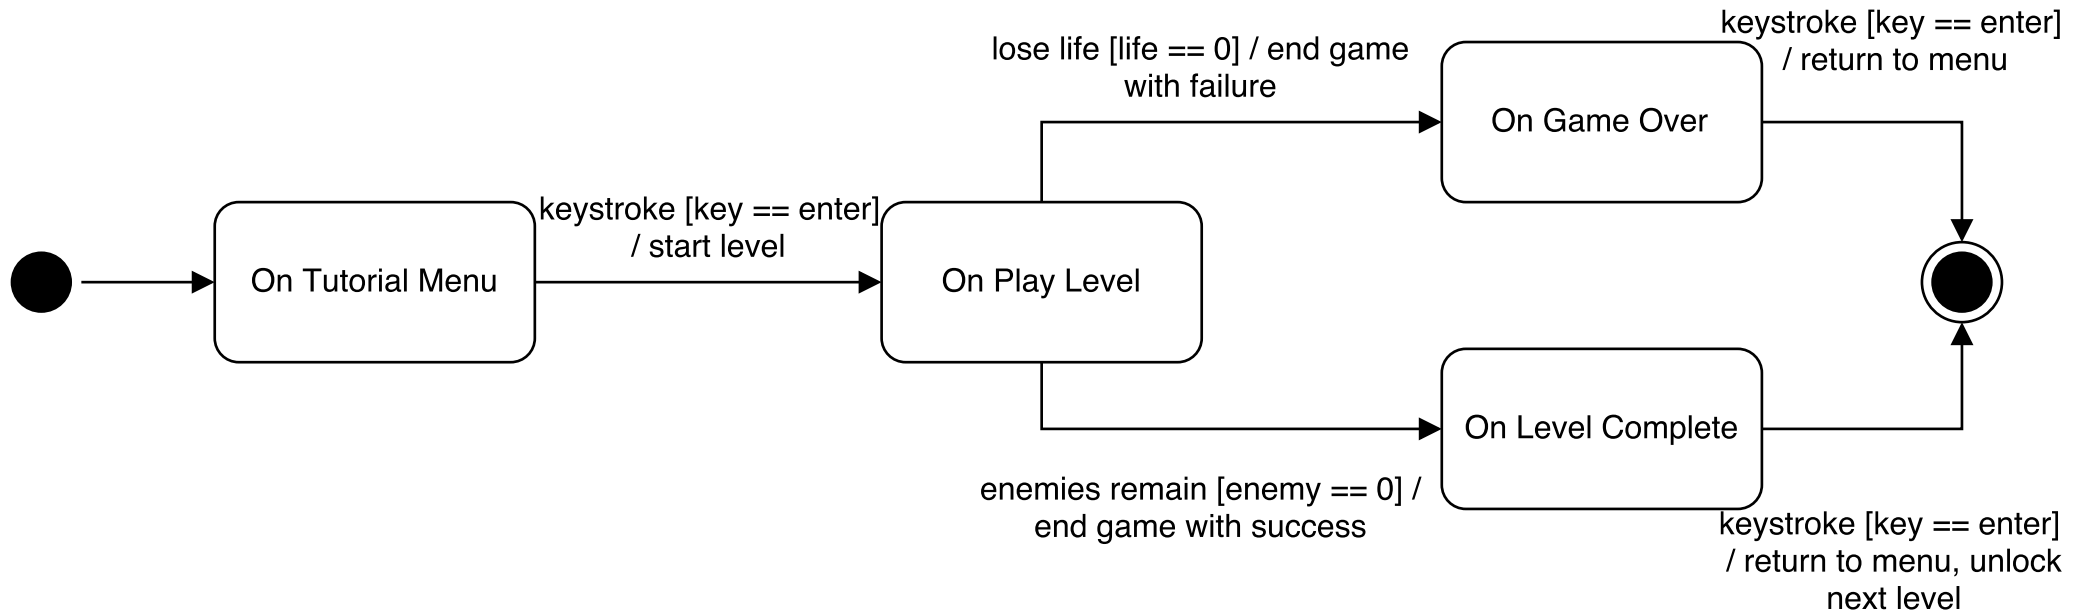 keystroke [key == enter]
/ return to menu
lose life [life == 0] / end game
with failure
On Game Over
keystroke [key == enter]
/ start level
On Tutorial Menu
On Play Level
On Level Complete
enemies remain [enemy == 0] /
end game with success
keystroke [key == enter]
/ return to menu, unlock
next level